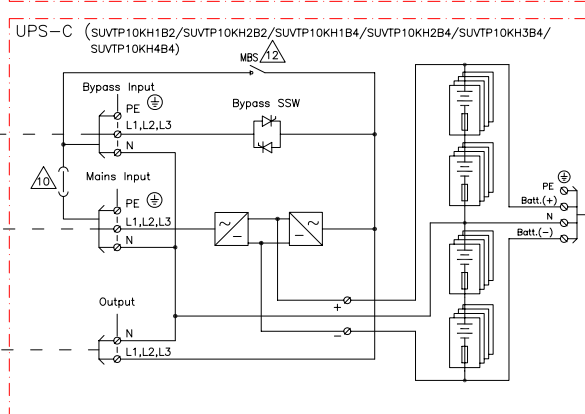 UPS-C (SUVTP10KH1B2/SUVTP10KH2B2/SUVTP10KH1B4/SUVTP10KH2B4/SUVTP10KH3B4/
SUVTP10KH4B4)
MBS 12
Bypass Input
PE
L1,L2,L3
N
Bypass SSW
10
Mains Input
PE
L1,L2,L3
N
~
–
~
–
+
–
Output
N
L1,L2,L3
PE
Batt.(+)
N
Batt.(-)